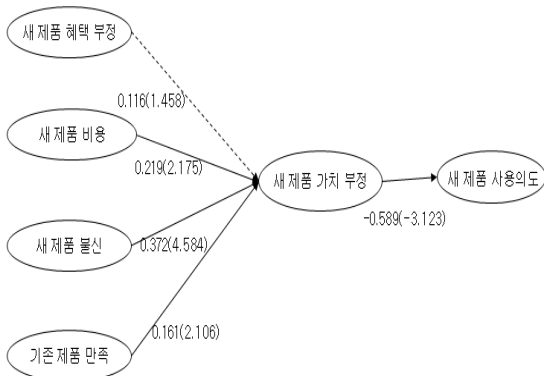 새 제품 혜택 부정
0.116(1.458)
새 제품 비용
0.219(2.175)
새 제품 가치 부정
새 제품 사용의도
-0.589(-3.123)
새 제품 불신
0.372(4.584)
0.161(2.106)
기존 제품 만족